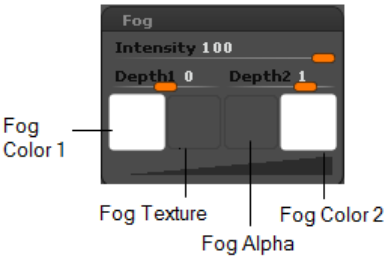 Fog
Intensity 100
Depth1 0 Depth2 1
Fog
Color 1
Fog Texture
Fog Color 2
Fog Alpha